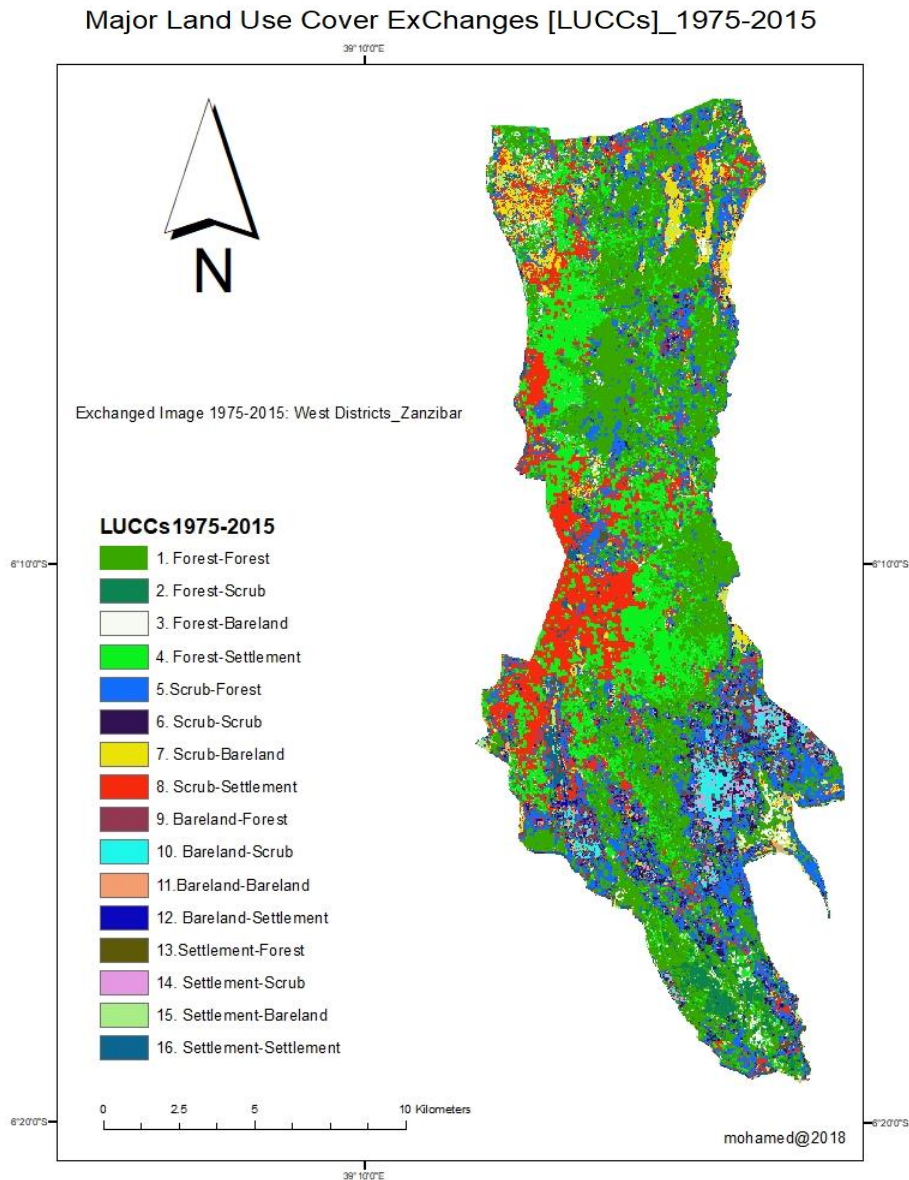 Major Land Use Cover ExChanges [LUCCs]_1975-2015
39°10'0"E
N
Exchanged Image 1975-2015: West Districts_Zanzibar
LUCCs1975-2015
1. Forest-Forest
2. Forest-Scrub
3. Forest-Bareland
4. Forest-Settlement
5.Scrub-Forest
6. Scrub-Scrub
7. Scrub-Bareland
8. Scrub-Settlement
9. Bareland-Forest
10. Bareland-Scrub
11.Bareland-Bareland
12. Bareland-Settlement
13.Settlement-Forest
14. Settlement-Scrub
15. Settlement-Bareland
16. Settlement-Settlement
6°10'0"S 6°10'0"S
0 2.5 5 10 Kilometers
6°20'0"S 6°20'0"S
mohamed@2018
39°10'0"E